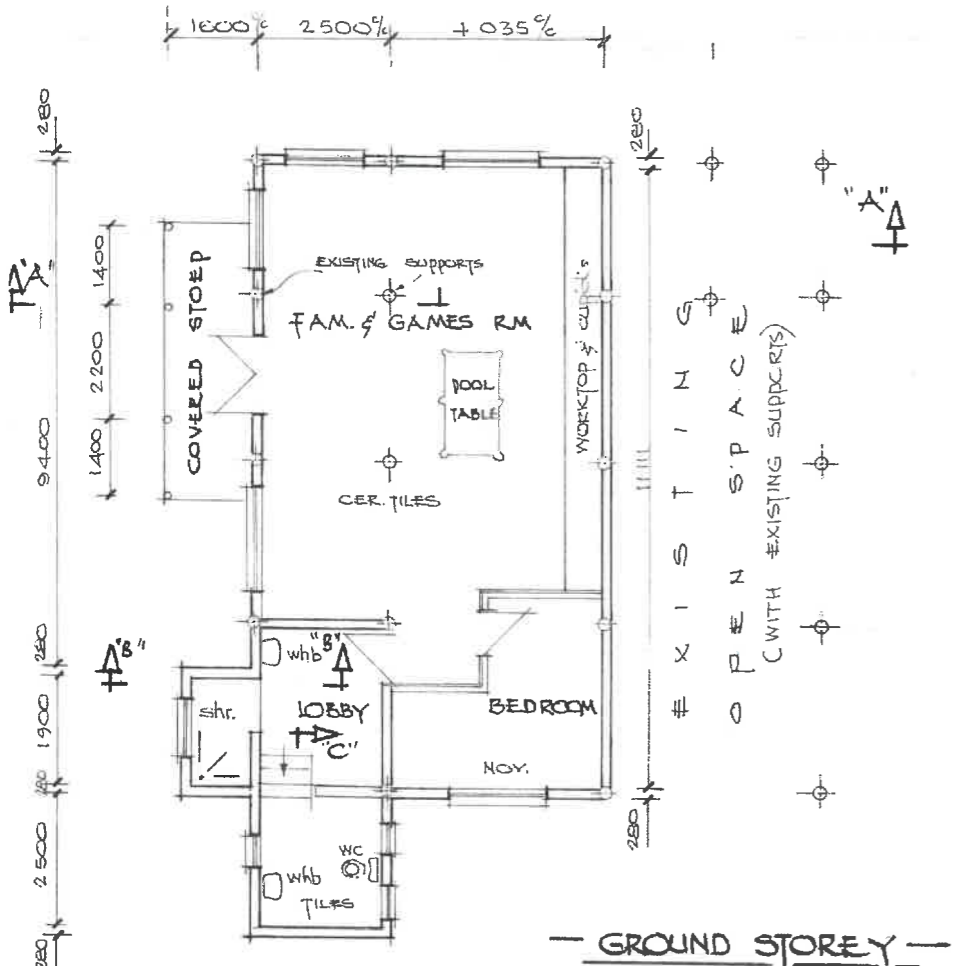 1600 c/c 2500 c/c 4035 c/c
280
280
"A"
"A"
1400
2200
1400
9400
COVERED STOEP
EXISTING SUPPORTS
FAM. & GAMES RM
POOL
TABLE
CER. TILES
WORKTOP &
11111
EXISTING
OPEN SPACE
(WITH EXISTING SUPPORTS)
280
"B"
"B"
whb
shr.
LOBBY
"C"
BEDROOM
NOV.
1900
280
280
2500
whb
WC
TILES
280
— GROUND STOREY —